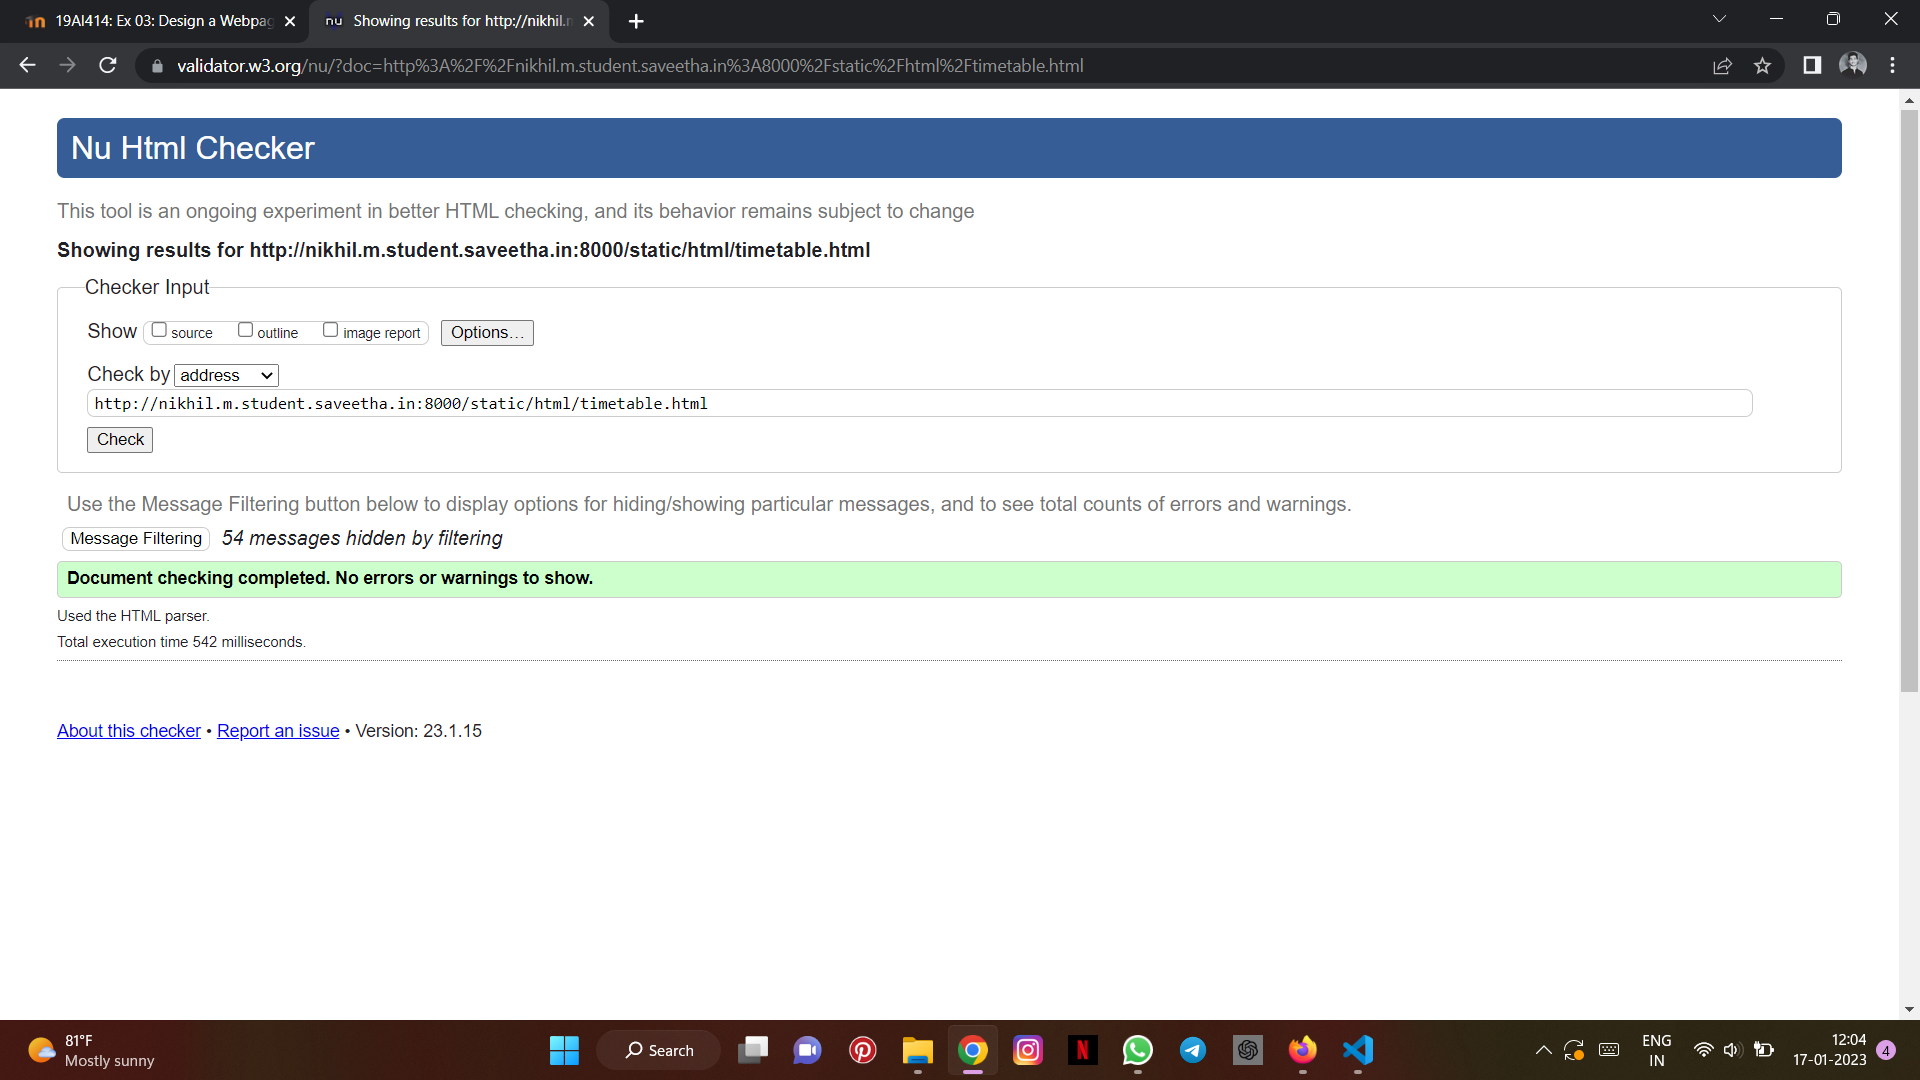 19AI414: Ex 03: Design a Webpag
nu Showing results for http://nikhil.n
validator.w3.org/nu/?doc=http%3A%2F%2Fnikhil.m.student.saveetha.in%3A8000%2Fstatic%2Fhtml%2Ftimetable.html
Nu Html Checker
This tool is an ongoing experiment in better HTML checking, and its behavior remains subject to change
Showing results for http://nikhil.m.student.saveetha.in:8000/static/html/timetable.html
Checker Input
Show source outline image report Options...
Check by address
http://nikhil.m.student.saveetha.in:8000/static/html/timetable.html
Check
Use the Message Filtering button below to display options for hiding/showing particular messages, and to see total counts of errors and warnings.
Message Filtering 54 messages hidden by filtering
Document checking completed. No errors or warnings to show.
Used the HTML parser.
Total execution time 542 milliseconds.
About this checker • Report an issue • Version: 23.1.15
81°F
Mostly sunny
Search
N
ENG
IN
12:04
17-01-2023
4